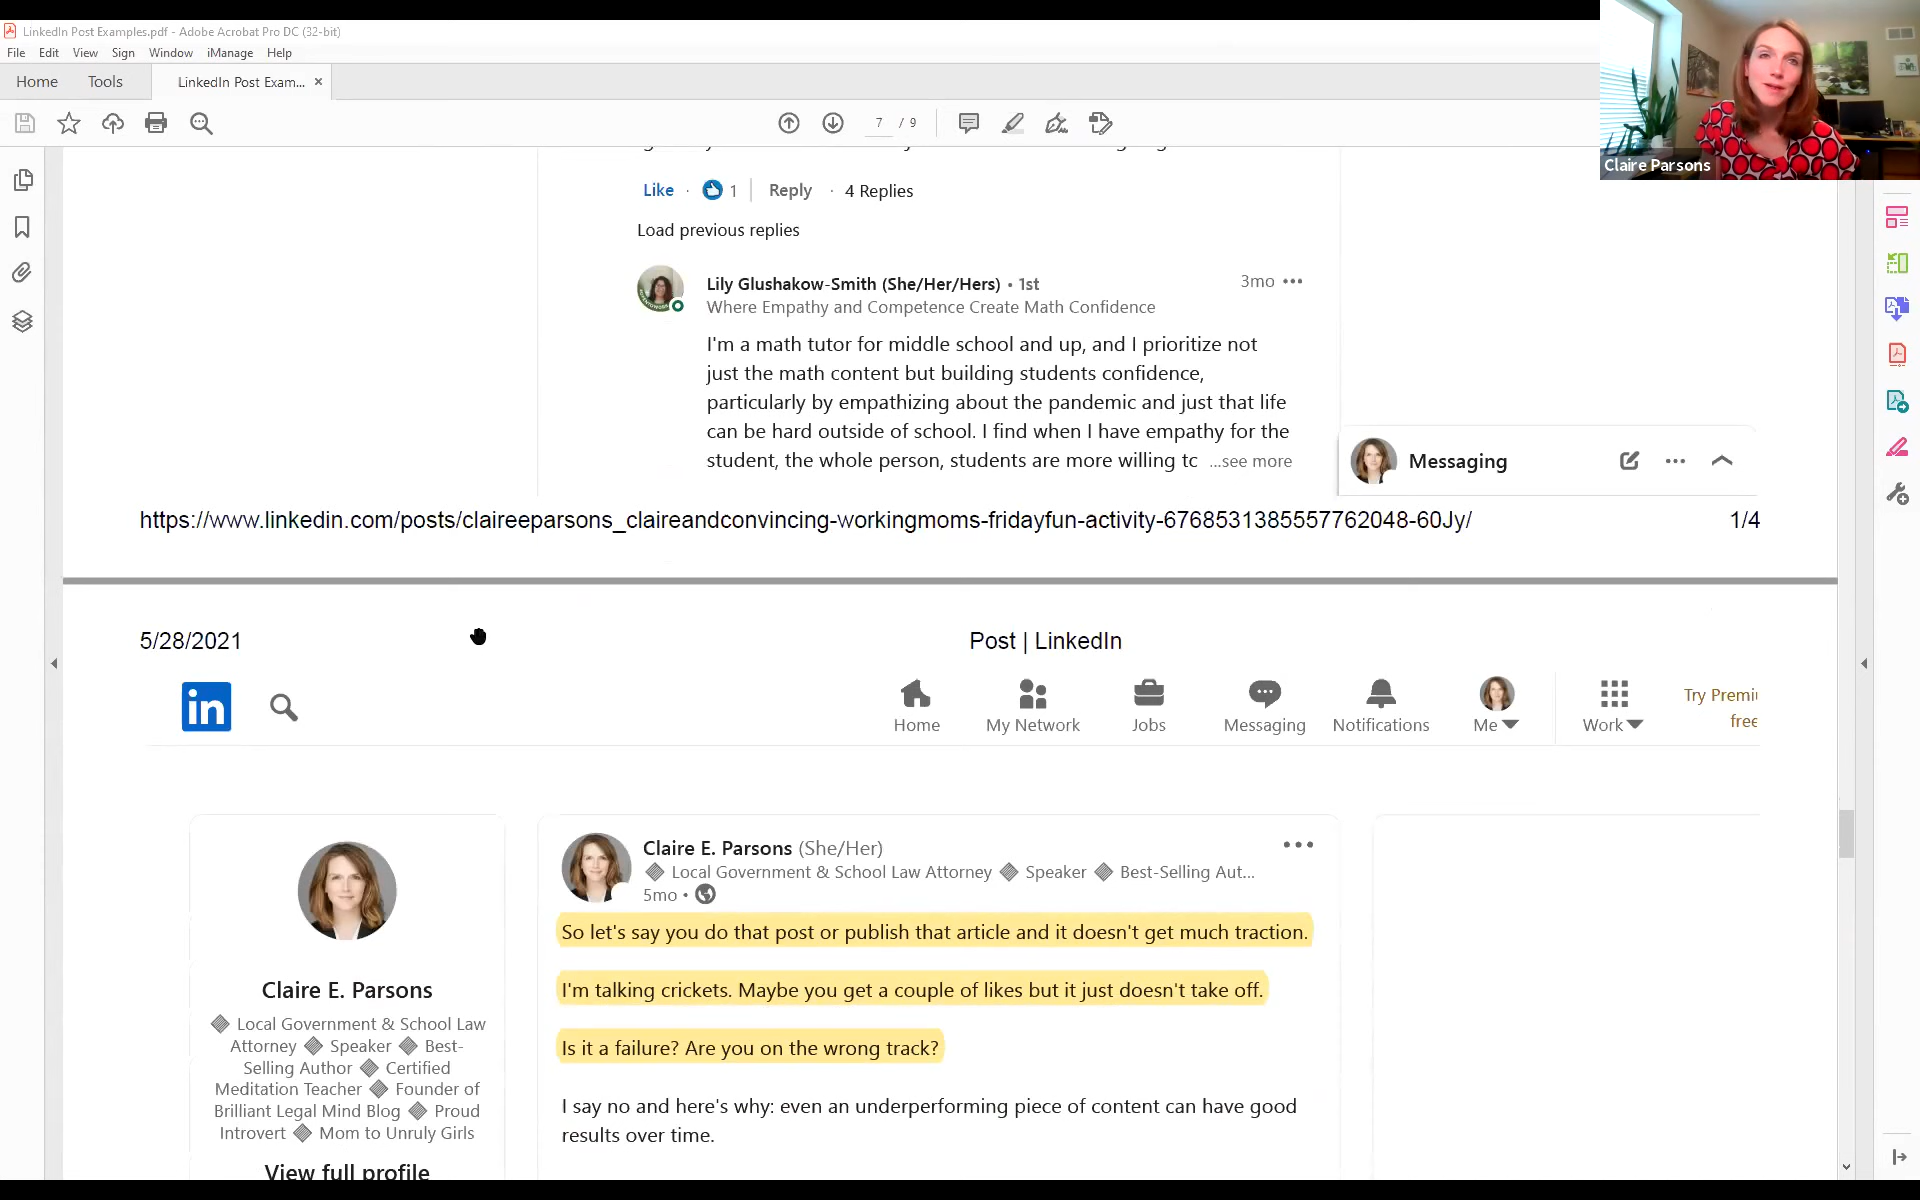 LinkedIn Post Examples.pdf - Adobe Acrobat Pro DC (32-bit)
File Edit View Sign Window iManage Help
Home Tools LinkedIn Post Exam... ×
7 / 9
Claire Parsons
Like · 1 Reply · 4 Replies
Load previous replies
Lily Glushakow-Smith (She/Her/Hers) • 1st 3mo •••
Where Empathy and Competence Create Math Confidence
I'm a math tutor for middle school and up, and I prioritize not
just the math content but building students confidence,
particularly by empathizing about the pandemic and just that life
can be hard outside of school. I find when I have empathy for the
student, the whole person, students are more willing tc ...see more
Messaging
https://www.linkedin.com/posts/claireeparsons_claireandconvincing-workingmoms-fridayfun-activity-6768531385557762048-60Jy/ 1/4
5/28/2021 Post | LinkedIn
in
Home My Network Jobs Messaging Notifications Me Work
Try Premiu
free
Claire E. Parsons
Local Government & School Law
Attorney Speaker Best-
Selling Author Certified
Meditation Teacher Founder of
Brilliant Legal Mind Blog Proud
Introvert Mom to Unruly Girls
View full profile
Claire E. Parsons (She/Her)
Local Government & School Law Attorney Speaker Best-Selling Aut...
5mo •
So let's say you do that post or publish that article and it doesn't get much traction.
I'm talking crickets. Maybe you get a couple of likes but it just doesn't take off.
Is it a failure? Are you on the wrong track?
I say no and here's why: even an underperforming piece of content can have good
results over time.